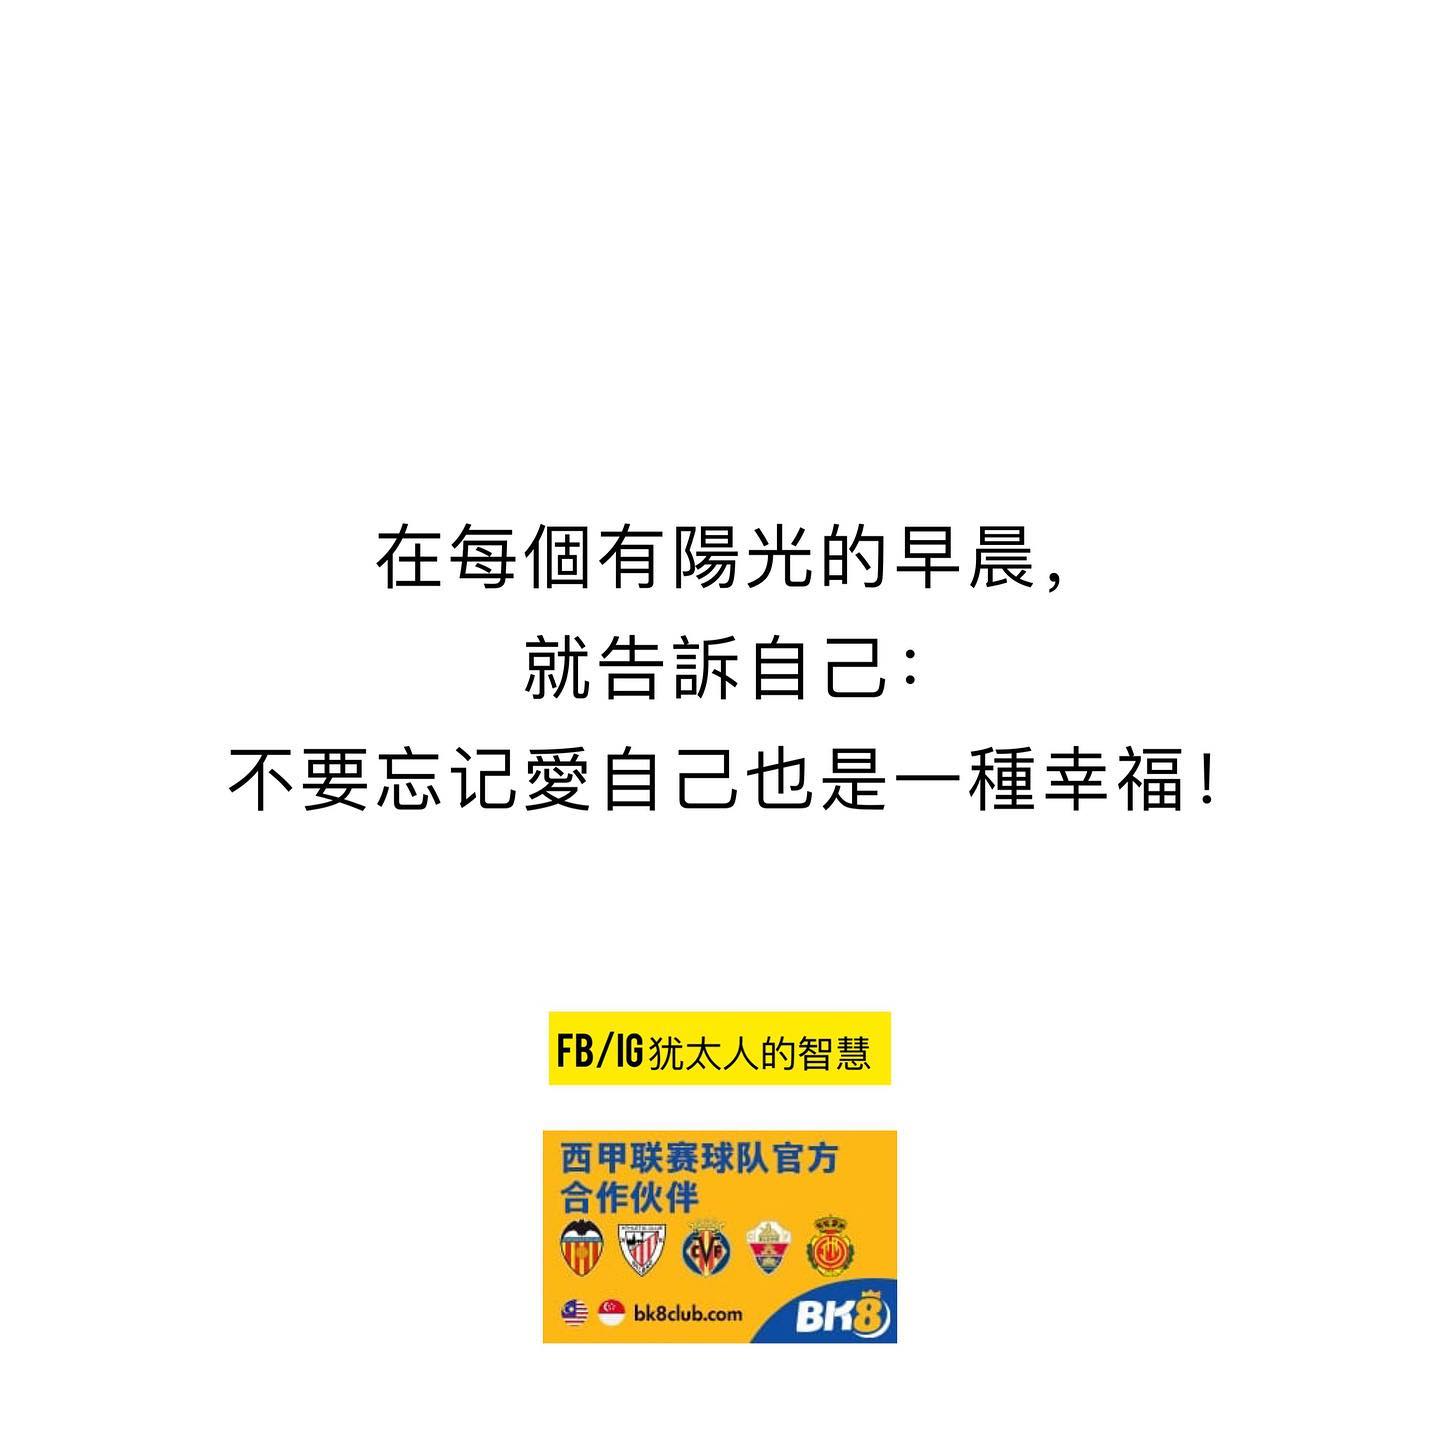 在每個有陽光的早晨，
就告訴自己：
不要忘记愛自己也是一種幸福！
FB/IG犹太人的智慧
西甲联赛球队官方
合作伙伴
bk8club.com
BK8